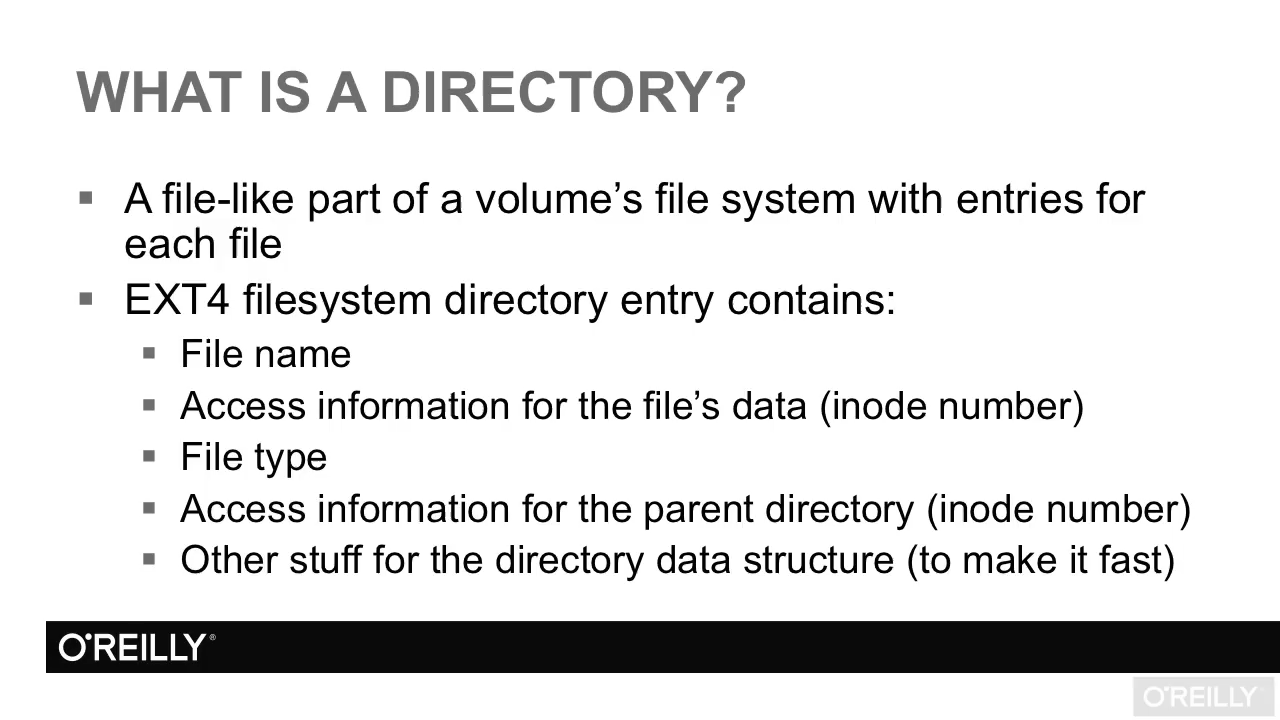 WHAT IS A DIRECTORY?
▪ A file-like part of a volume’s file system with entries for
each file
▪ EXT4 filesystem directory entry contains:
▪ File name
▪ Access information for the file’s data (inode number)
▪ File type
▪ Access information for the parent directory (inode number)
▪ Other stuff for the directory data structure (to make it fast)
O'REILLY®
O'REILLY